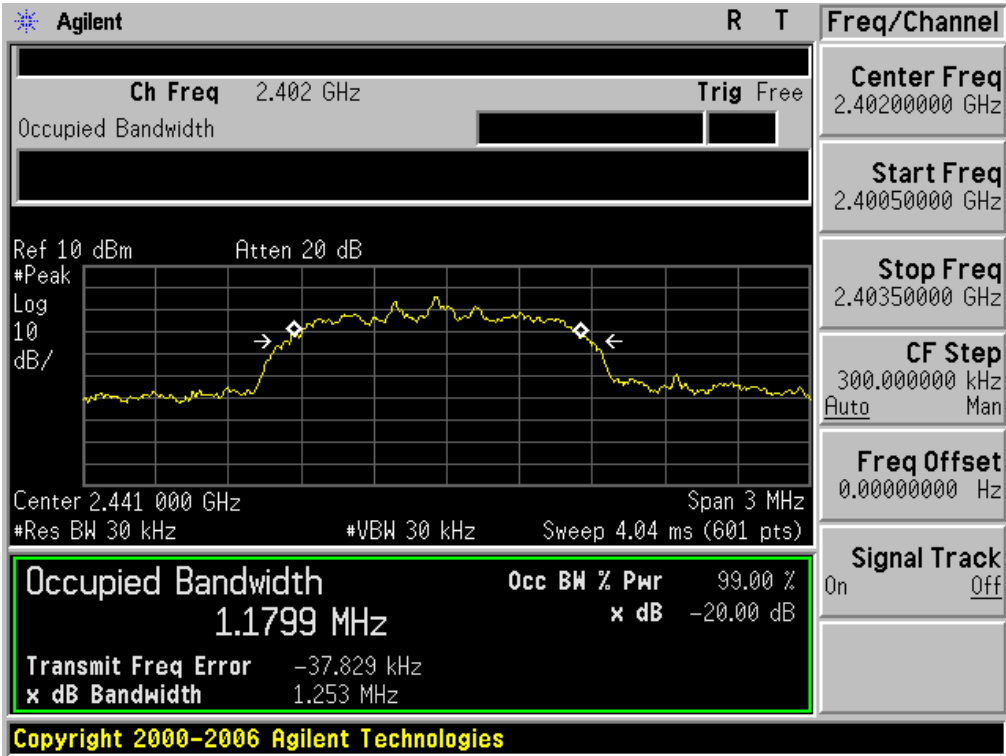 Agilent
R T
Freq/Channel
Ch Freq 2.402 GHz
Trig Free
Occupied Bandwidth
Center Freq
2.40200000 GHz
Start Freq
2.40050000 GHz
Stop Freq
2.40350000 GHz
CF Step
300.000000 kHz
Auto Man
Freq Offset
0.00000000 Hz
Signal Track
On Off
Ref 10 dBm
Atten 20 dB
#Peak
Log
10
dB/
Center 2.441 000 GHz
Span 3 MHz
#Res BW 30 kHz
#VBW 30 kHz
Sweep 4.04 ms (601 pts)
Occupied Bandwidth
1.1799 MHz
Occ BW % Pwr 99.00 %
x dB -20.00 dB
Transmit Freq Error -37.829 kHz
x dB Bandwidth 1.253 MHz
Copyright 2000-2006 Agilent Technologies